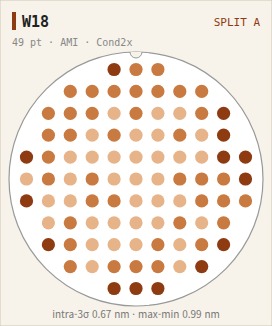 W18
SPLIT A
49 pt · AMI · Cond2x
intra-3σ 0.67 nm · max-min 0.99 nm